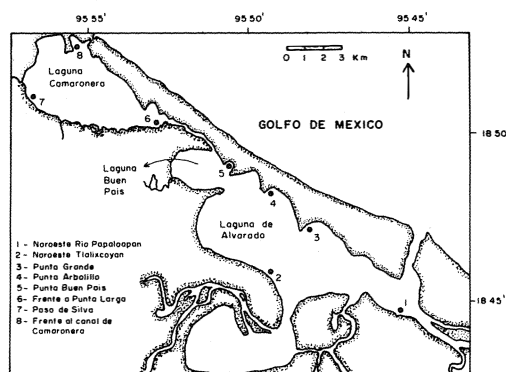 95.55
95.50
95.45
8
Laguna
Camaronera
0 1 2 3 Km
N
7
6
GOLFO DE MEXICO
18 50
Laguna
Buen
Pais
5
4
Laguna de
Alvarado
3
2
1
18 45
1 - Noroeste Rio Papaloapan
2 - Noroeste Tlalixcoyan
3 - Punta Grande
4 - Punta Arbolillo
5 - Punta Buen Pais
6 - Frente a Punta Larga
7 - Paso de Silva
8 - Frente al canal de
Camaronera